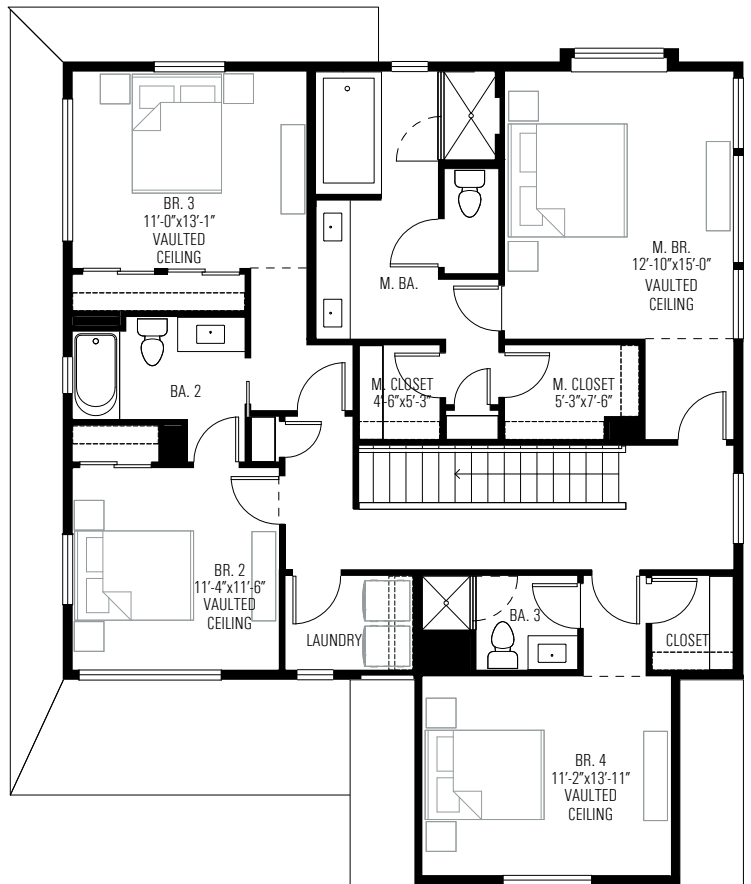 BR. 3
11'-0"x13'-1"
VAULTED
CEILING
M. BA.
M. BR.
12'-10"x15'-0"
VAULTED
CEILING
BA. 2
M. CLOSET
4'-6"x5'-3"
M. CLOSET
5'-3"x7'-6"
BR. 2
11'-4"x11'-6"
VAULTED
CEILING
LAUNDRY
BA. 3
CLOSET
BR. 4
11'-2"x13'-11"
VAULTED
CEILING